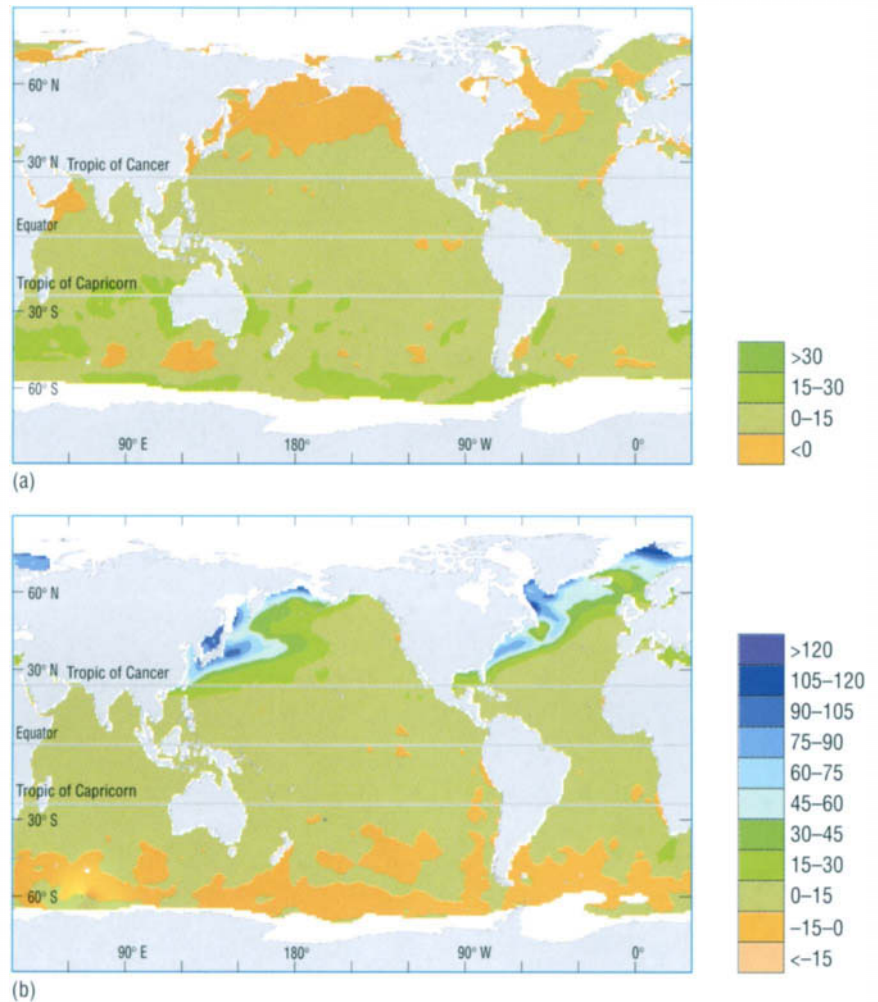 60° N
30° N Tropic of Cancer
Equator
Tropic of Capricorn
30° S
60° S
90° E 180° 90° W 0°
>30
15–30
0–15
<0
(a)
60° N
30° N Tropic of Cancer
Equator
Tropic of Capricorn
30° S
60° S
90° E 180° 90° W 0°
>120
105–120
90–105
75–90
60–75
45–60
30–45
15–30
0–15
–15–0
<–15
(b)